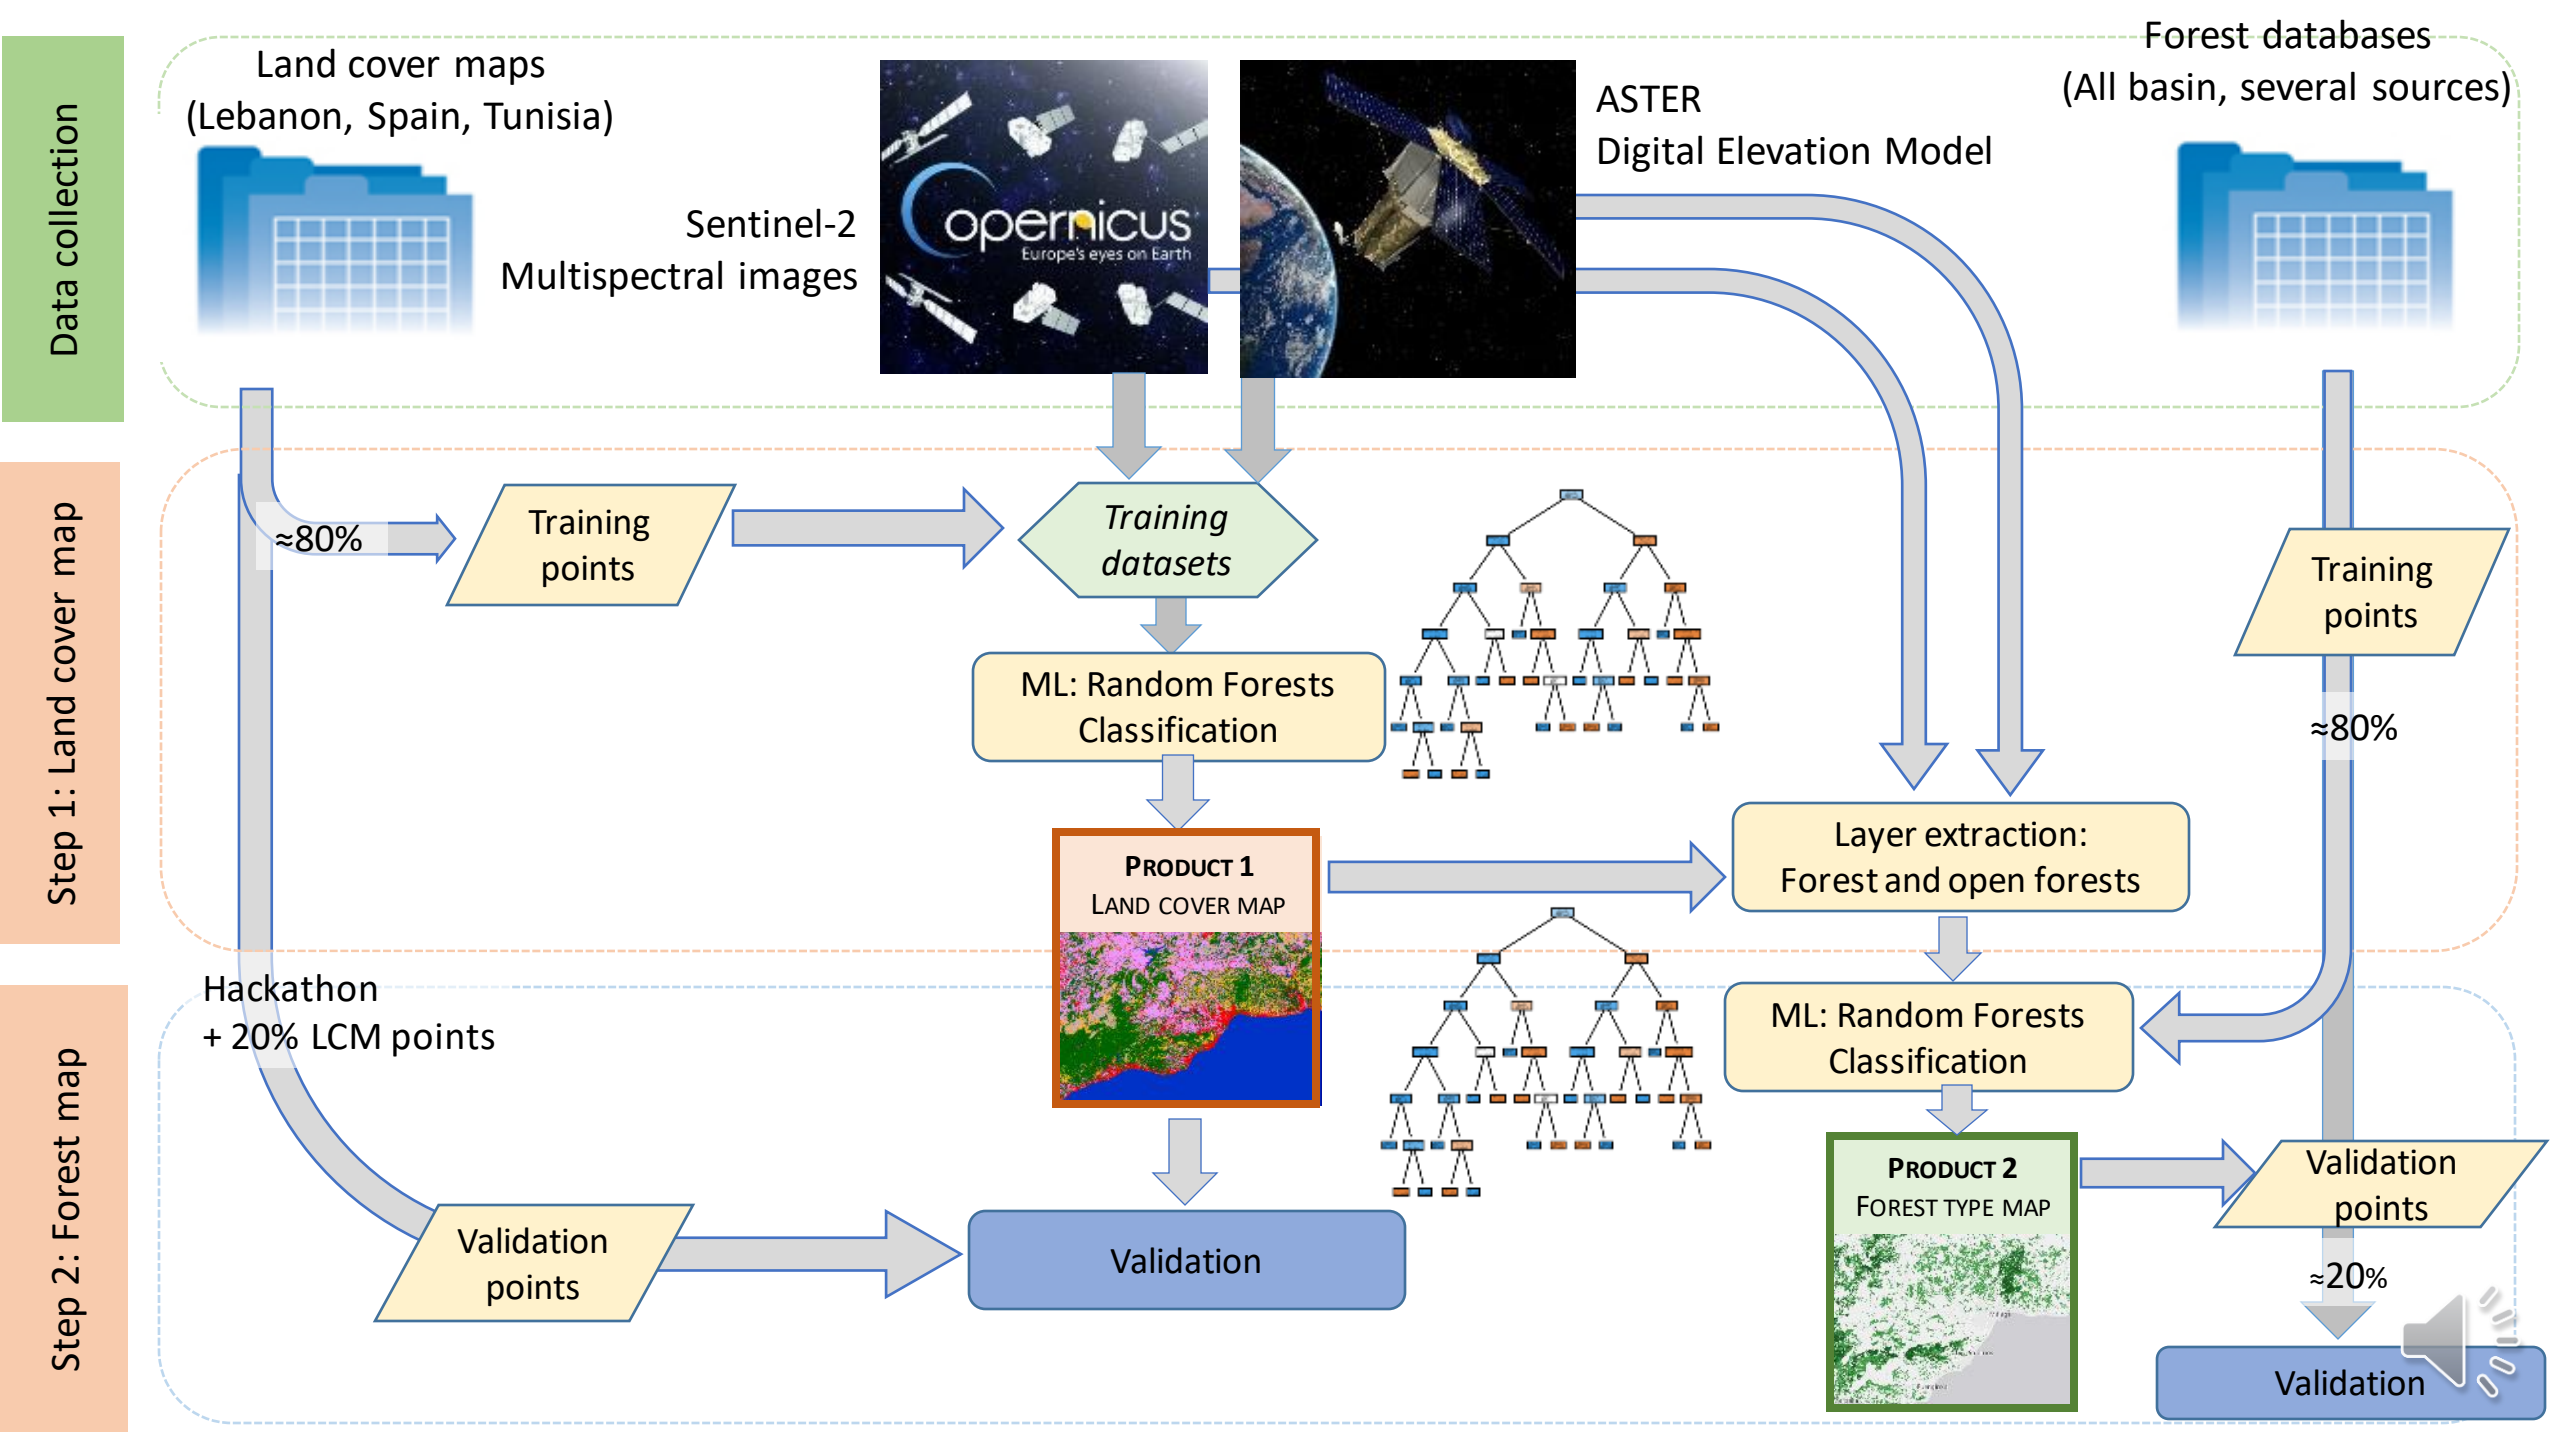 Data collection
Land cover maps
(Lebanon, Spain, Tunisia)
Sentinel-2
Multispectral images
opernicus
Europe's eyes on Earth
ASTER
Digital Elevation Model
Forest databases
(All basin, several sources)
Step 1: Land cover map
≈80%
Training
points
Training
datasets
ML: Random Forests
Classification
PRODUCT 1
LAND COVER MAP
Layer extraction:
Forest and open forests
Training
points
≈80%
Step 2: Forest map
Hackathon
+ 20% LCM points
Validation
points
Validation
ML: Random Forests
Classification
PRODUCT 2
FOREST TYPE MAP
Validation
points
≈20%
Validation